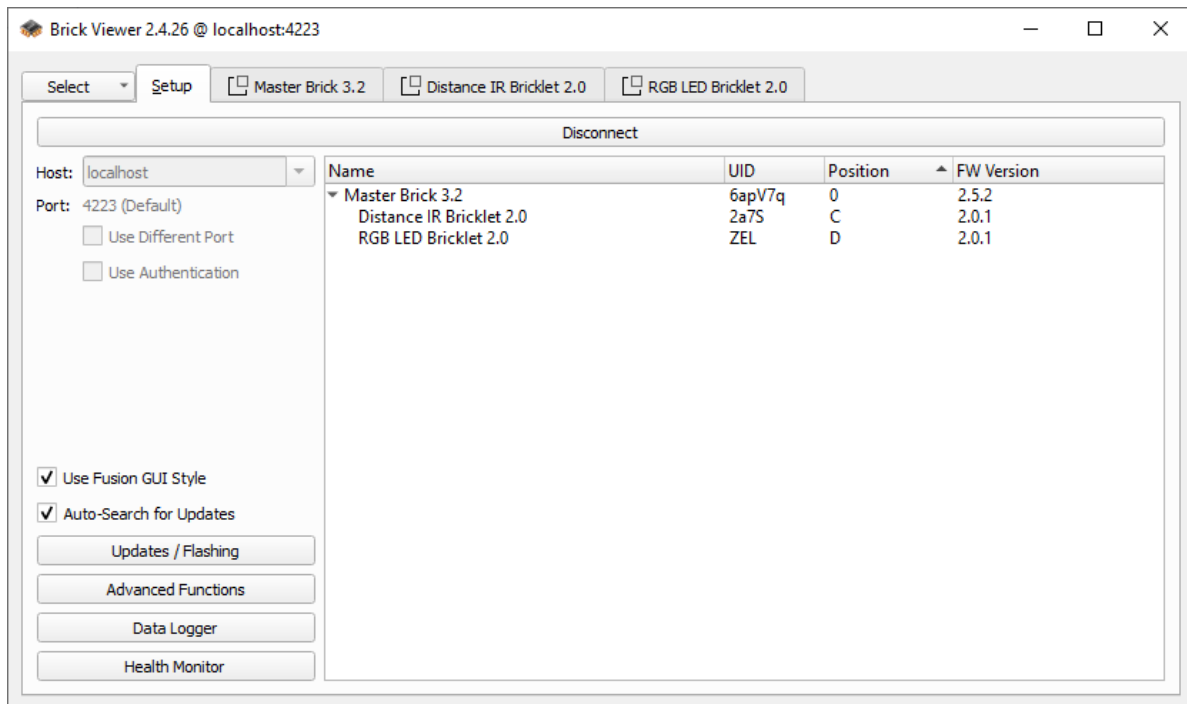 Brick Viewer 2.4.26 @ localhost:4223
Select Setup Master Brick 3.2 Distance IR Bricklet 2.0 RGB LED Bricklet 2.0
Disconnect
Host: localhost
Port: 4223 (Default)
Use Different Port
Use Authentication
Name UID Position FW Version
Master Brick 3.2 6apV7q 0 2.5.2
Distance IR Bricklet 2.0 2a7S C 2.0.1
RGB LED Bricklet 2.0 ZEL D 2.0.1
Use Fusion GUI Style
Auto-Search for Updates
Updates / Flashing
Advanced Functions
Data Logger
Health Monitor